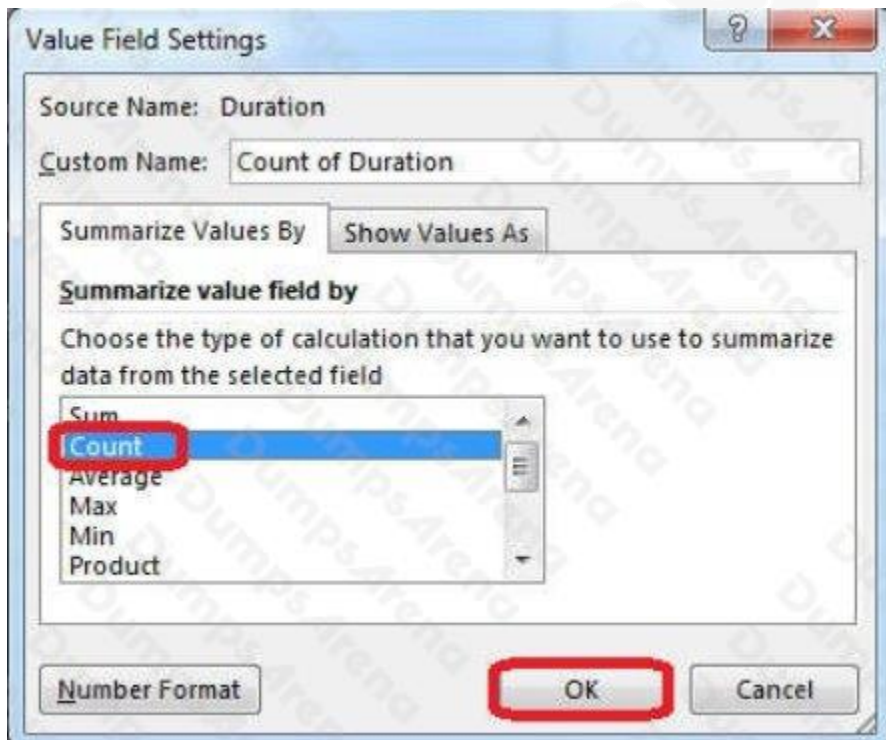 Value Field Settings
Source Name: Duration
Custom Name: Count of Duration
Summarize Values By Show Values As
Summarize value field by
Choose the type of calculation that you want to use to summarize
data from the selected field
Sum
Count
Average
Max
Min
Product
Number Format OK Cancel
DumpsArena